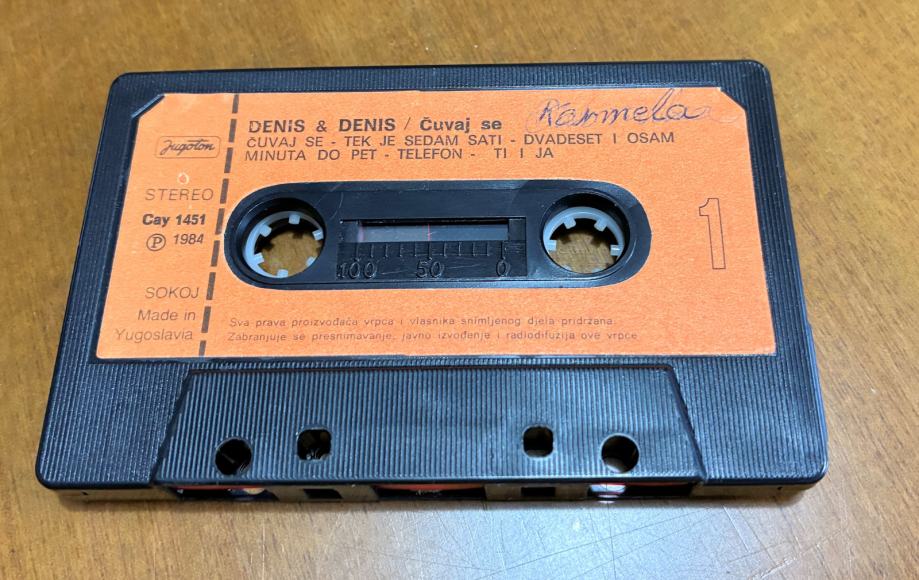 Karmela
DENIS & DENIS / Čuvaj se
ČUVAJ SE - TEK JE SEDAM SATI - DVADESET I OSAM
MINUTA DO PET - TELEFON - TI I JA
Jugoton
STEREO
Cay 1451
Ⓟ 1984
SOKOJ
Made in
Yugoslavia
1
100 50 0
Sva prava proizvođača vrpca i vlasnika snimljenog djela pridržana.
Zabranjuje se presnimavanje, javno izvođenje i radiodifuzija ove vrpce